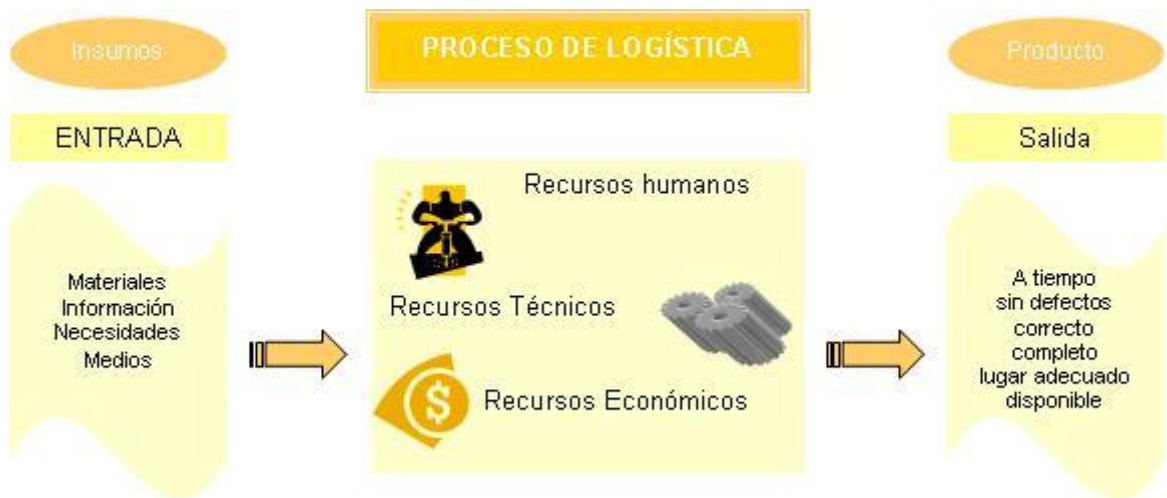 Insumos
PROCESO DE LOGÍSTICA
Producto
ENTRADA
Salida
Recursos humanos
Recursos Técnicos
Recursos Económicos
Materiales
Información
Necesidades
Medios
A tiempo
sin defectos
correcto
completo
lugar adecuado
disponible
$